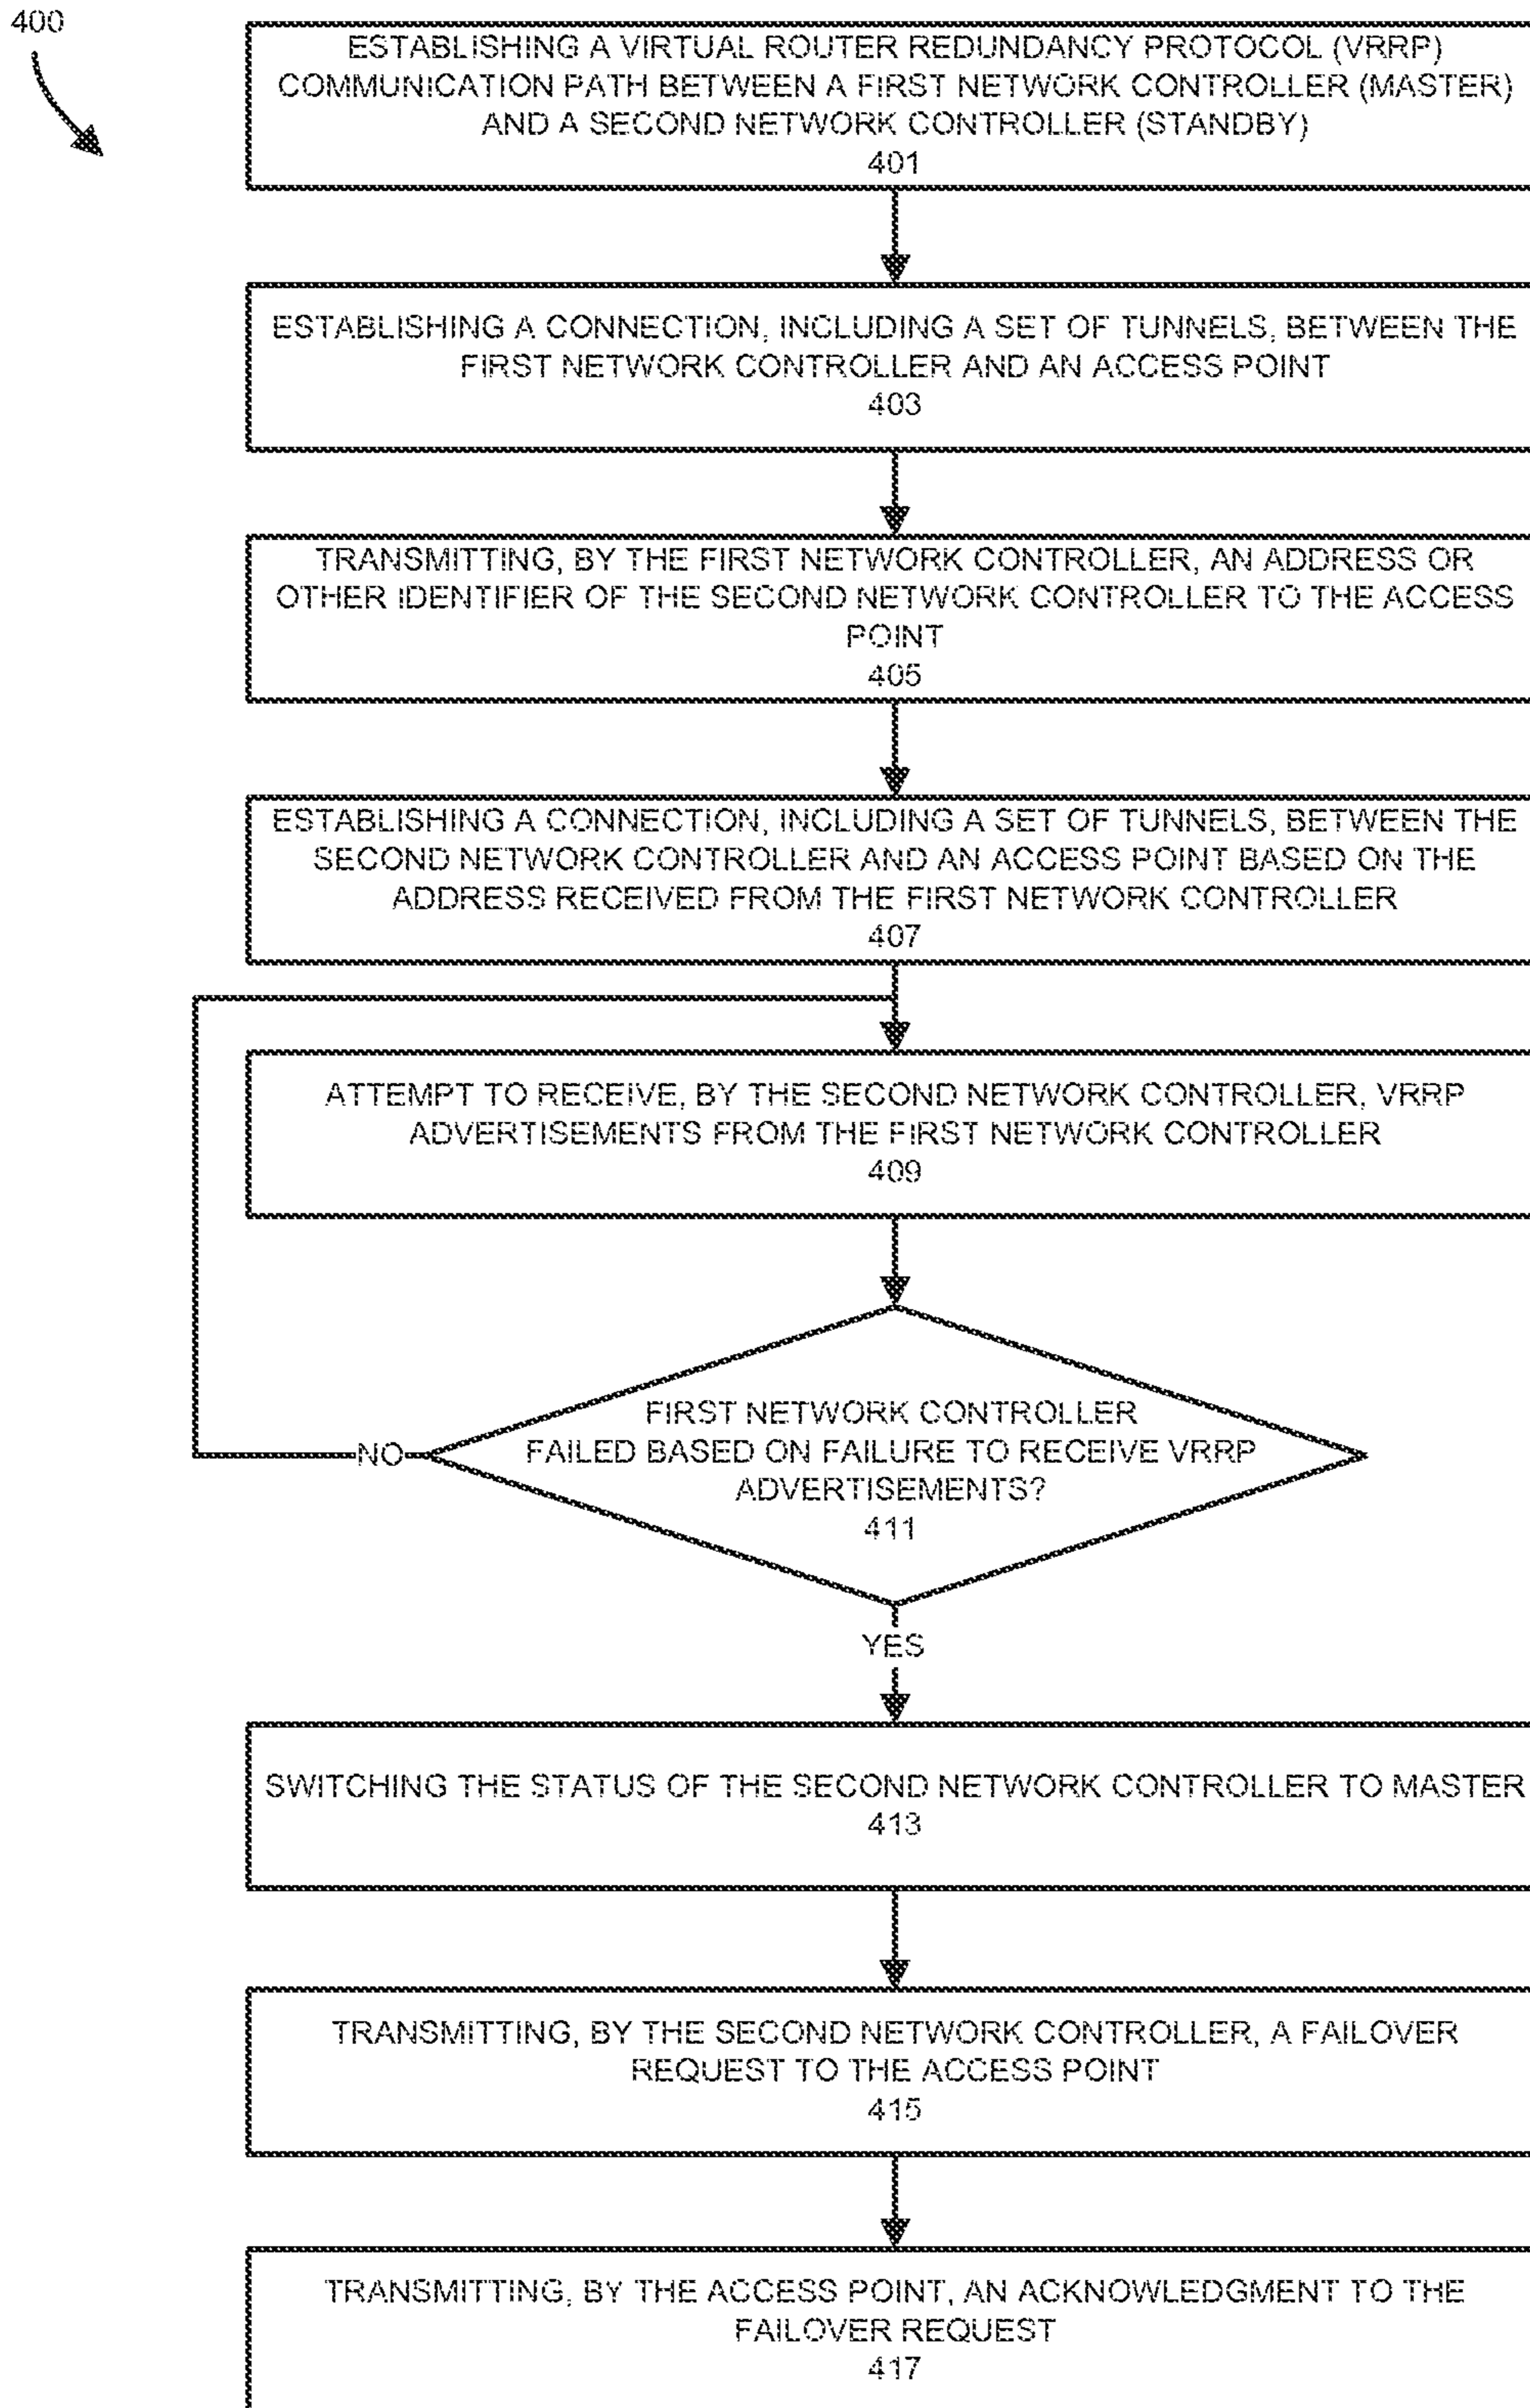 400
ESTABLISHING A VIRTUAL ROUTER REDUNDANCY PROTOCOL (VRRP)
COMMUNICATION PATH BETWEEN A FIRST NETWORK CONTROLLER (MASTER)
AND A SECOND NETWORK CONTROLLER (STANDBY)
401
ESTABLISHING A CONNECTION, INCLUDING A SET OF TUNNELS, BETWEEN THE
FIRST NETWORK CONTROLLER AND AN ACCESS POINT
403
TRANSMITTING, BY THE FIRST NETWORK CONTROLLER, AN ADDRESS OR
OTHER IDENTIFIER OF THE SECOND NETWORK CONTROLLER TO THE ACCESS
POINT
405
ESTABLISHING A CONNECTION, INCLUDING A SET OF TUNNELS, BETWEEN THE
SECOND NETWORK CONTROLLER AND AN ACCESS POINT BASED ON THE
ADDRESS RECEIVED FROM THE FIRST NETWORK CONTROLLER
407
ATTEMPT TO RECEIVE, BY THE SECOND NETWORK CONTROLLER, VRRP
ADVERTISEMENTS FROM THE FIRST NETWORK CONTROLLER
409
FIRST NETWORK CONTROLLER
FAILED BASED ON FAILURE TO RECEIVE VRRP
ADVERTISEMENTS?
411
NO
YES
SWITCHING THE STATUS OF THE SECOND NETWORK CONTROLLER TO MASTER
413
TRANSMITTING, BY THE SECOND NETWORK CONTROLLER, A FAILOVER
REQUEST TO THE ACCESS POINT
415
TRANSMITTING, BY THE ACCESS POINT, AN ACKNOWLEDGMENT TO THE
FAILOVER REQUEST
417